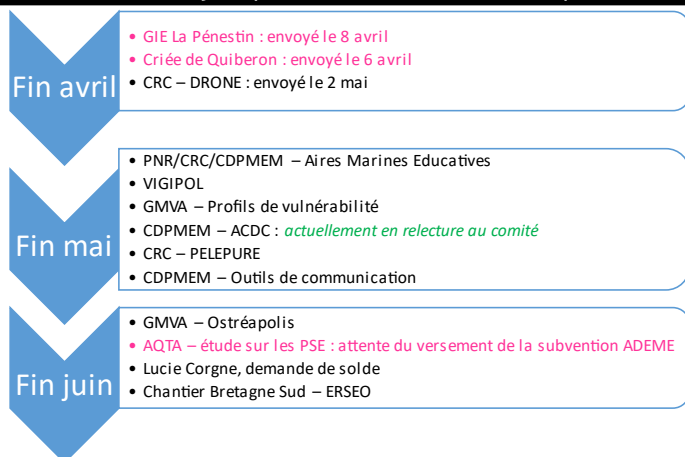 Fin avril
• GIE La Pénestin : envoyé le 8 avril
• Criée de Quiberon : envoyé le 6 avril
• CRC – DRONE : envoyé le 2 mai
Fin mai
• PNR/CRC/CDPMEM – Aires Marines Educatives
• VIGIPOL
• GMVA – Profils de vulnérabilité
• CDPMEM – ACDC : actuellement en relecture au comité
• CRC – PELEPURE
• CDPMEM – Outils de communication
Fin juin
• GMVA – Ostréapolis
• AQTA – étude sur les PSE : attente du versement de la subvention ADEME
• Lucie Corgne, demande de solde
• Chantier Bretagne Sud – ERSEO